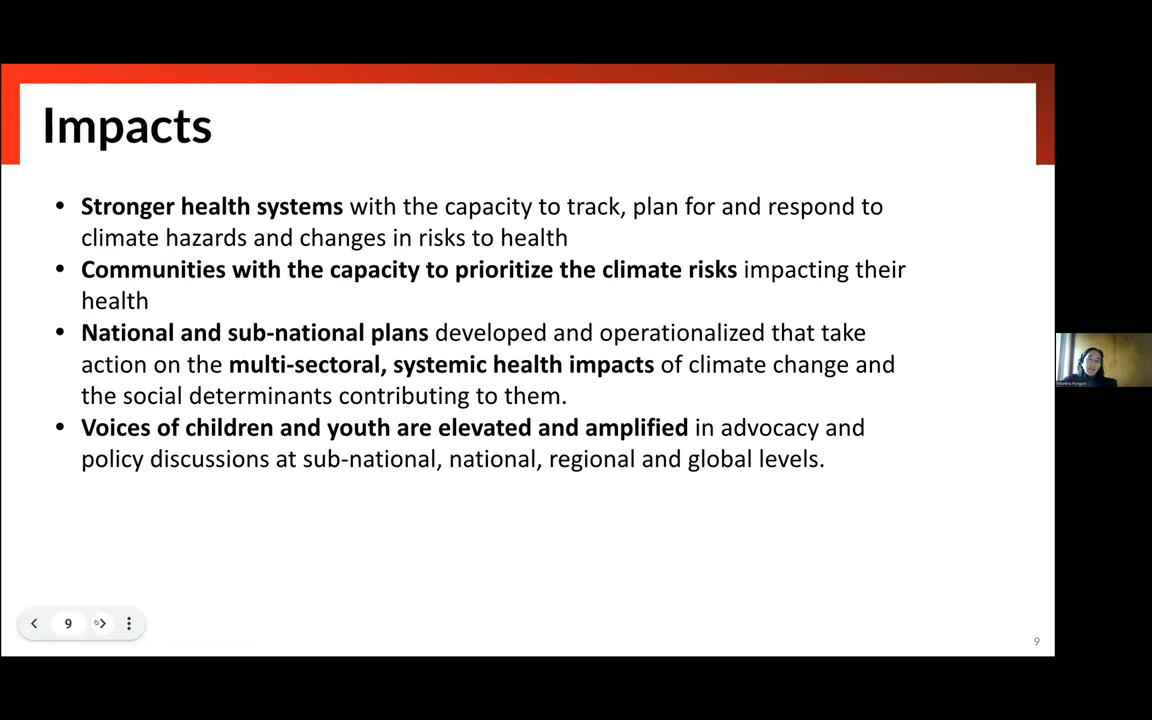 Impacts
• Stronger health systems with the capacity to track, plan for and respond to
climate hazards and changes in risks to health
• Communities with the capacity to prioritize the climate risks impacting their
health
• National and sub-national plans developed and operationalized that take
action on the multi-sectoral, systemic health impacts of climate change and
the social determinants contributing to them.
• Voices of children and youth are elevated and amplified in advocacy and
policy discussions at sub-national, national, regional and global levels.
9
9